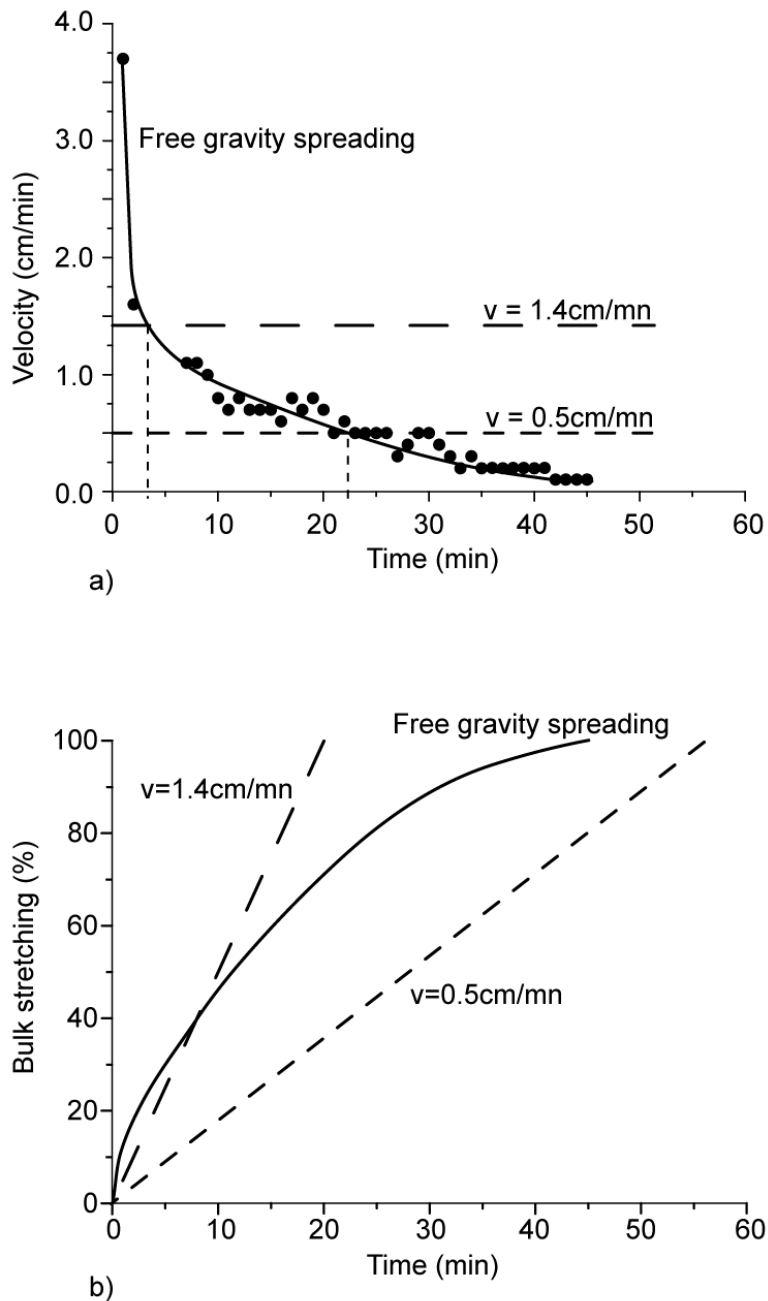 4.0
3.0
2.0
1.0
0.0
Velocity (cm/min)
Free gravity spreading
v = 1.4cm/mn
v = 0.5cm/mn
0 10 20 30 40 50 60
Time (min)
a)
100
80
60
40
20
0
Bulk stretching (%)
Free gravity spreading
v=1.4cm/mn
v=0.5cm/mn
0 10 20 30 40 50 60
Time (min)
b)